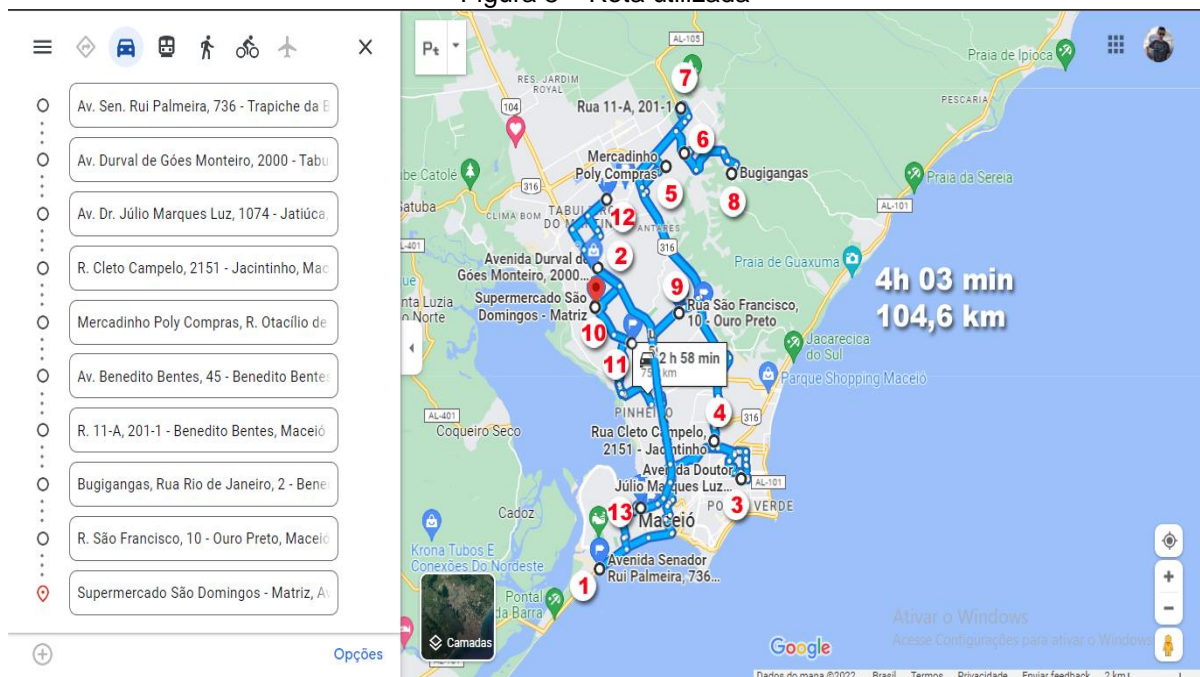 Figura 3 – Rota utilizada
Av. Sen. Rui Palmeira, 736 - Trapiche da B
Av. Durval de Góes Monteiro, 2000 - Tabu
Av. Dr. Júlio Marques Luz, 1074 - Jatiúca,
R. Cleto Campelo, 2151 - Jacintinho, Mac
Mercadinho Poly Compras, R. Otacílio de
Av. Benedito Bentes, 45 - Benedito Bentes
R. 11-A, 201-1 - Benedito Bentes, Maceió
Bugigangas, Rua Rio de Janeiro, 2 - Bene
R. São Francisco, 10 - Ouro Preto, Maceió
Supermercado São Domingos - Matriz, Av
Opções
Pt
AL-105
Praia de Ipioca
7
RES. JARDIM
ROYAL
104
Rua 11-A, 201-1
PESCARIA
6
Mercadinho
Poly Compras
5
Bugigangas
8
Praia da Sereia
be Catolé
316
Satuba
CLIMA BOM
12
AL-101
2
316
Avenida Durval de
Góes Monteiro, 2000...
Praia de Guaxuma
4h 03 min
104,6 km
9
nta Luzia
o Norte
Supermercado São
Domingos - Matriz
Rua São Francisco,
10 - Ouro Preto
10
11
2 h 58 min
km
Jacarecica
do Sul
Parque Shopping Maceió
AL-401
Coqueiro Seco
PINHEIRO
4
316
Rua Cleto Campelo,
2151 - Jacintinho
Avenida Doutor
Júlio Marques Luz...
AL-101
3
VERDE
Cadoz
13
Maceió
Krona Tubos E
Conexões Do Nordeste
1
Avenida Senador
Rui Palmeira, 736...
Pontal
da Barra
Camadas
Google
Ativar o Windows
Acesse Configurações para ativar o Windows
Dados do mapa ©2022 Brasil Termos Privacidade Enviar feedback 2 km